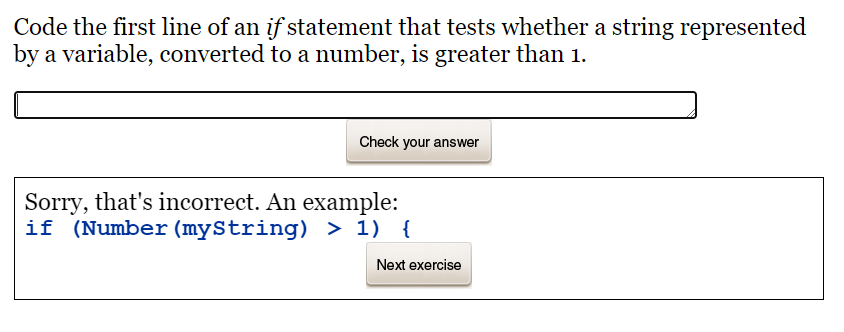 Code the first line of an if statement that tests whether a string represented
by a variable, converted to a number, is greater than 1.
Check your answer
Sorry, that's incorrect. An example:
if (Number(myString) > 1) {
Next exercise